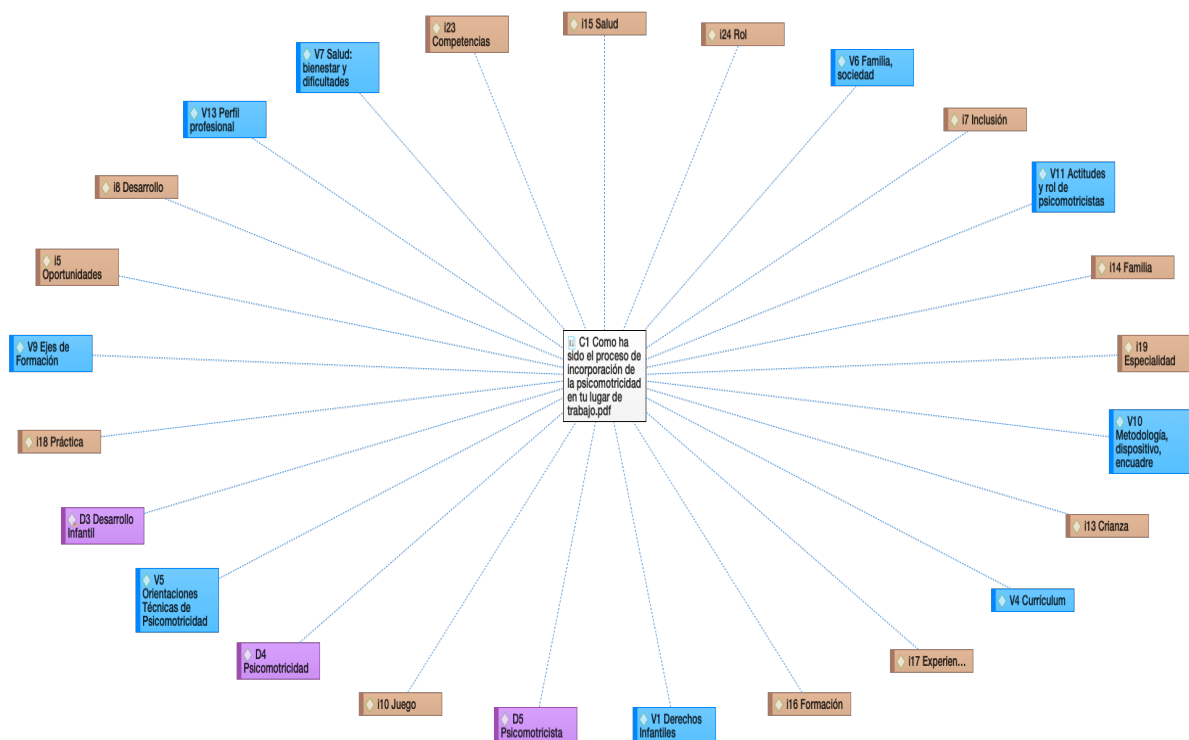 i15 Salud
i23
Competencias
i24 Rol
V7 Salud:
bienestar y
dificultades
V6 Familia,
sociedad
V13 Perfil
profesional
i7 Inclusión
i8 Desarrollo
V11 Actitudes
y rol de
psicomotricistas
i5
Oportunidades
i14 Familia
V9 Ejes de
Formación
C1 Como ha
sido el proceso de
incorporación de
la psicomotricidad
en tu lugar de
trabajo.pdf
i19
Especialidad
i18 Práctica
V10
Metodología,
dispositivo,
encuadre
D3 Desarrollo
Infantil
i13 Crianza
V5
Orientaciones
Técnicas de
Psicomotricidad
V4 Currículum
D4
Psicomotricidad
i17 Experien...
i10 Juego
D5
Psicomotricista
V1 Derechos
Infantiles
i16 Formación